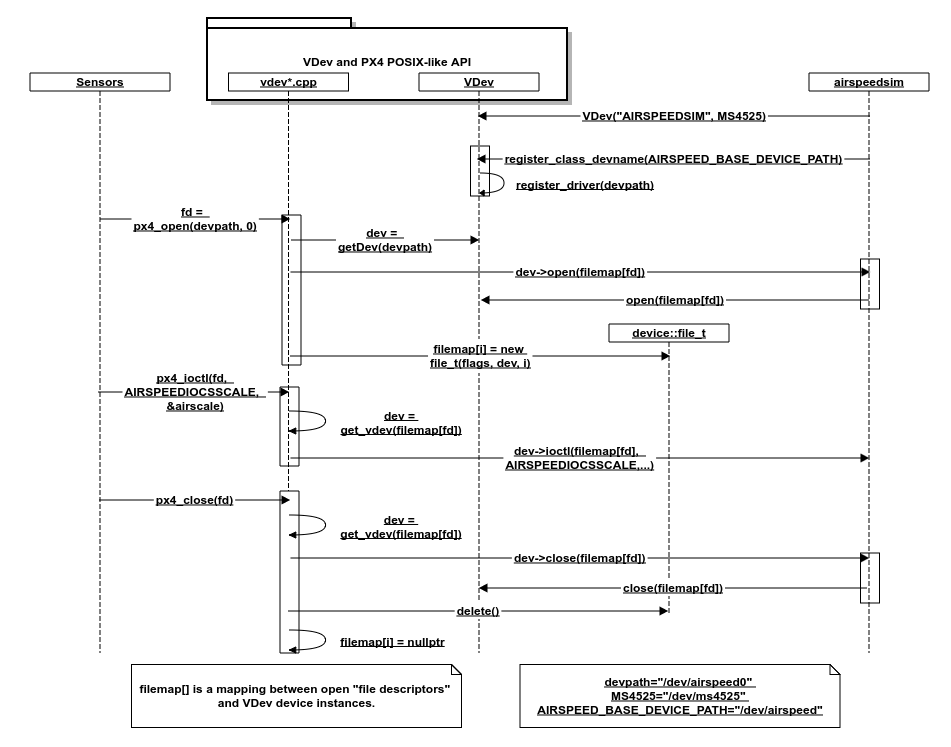 VDev and PX4 POSIX-like API
Sensors
vdev*.cpp
VDev
airspeedsim
VDev("AIRSPEEDSIM", MS4525)
register_class_devname(AIRSPEED_BASE_DEVICE_PATH)
register_driver(devpath)
fd =
px4_open(devpath, 0)
dev =
getDev(devpath)
dev->open(filemap[fd])
open(filemap[fd])
device::file_t
filemap[i] = new
file_t(flags, dev, i)
px4_ioctl(fd,
AIRSPEEDIOCSSCALE,
&airscale)
dev =
get_vdev(filemap[fd])
dev->ioctl(filemap[fd],
AIRSPEEDIOCSSCALE,...)
px4_close(fd)
dev =
get_vdev(filemap[fd])
dev->close(filemap[fd])
close(filemap[fd])
delete()
filemap[i] = nullptr
filemap[] is a mapping between open "file descriptors"
and VDev device instances.
devpath="/dev/airspeed0"
MS4525="/dev/ms4525"
AIRSPEED_BASE_DEVICE_PATH="/dev/airspeed"